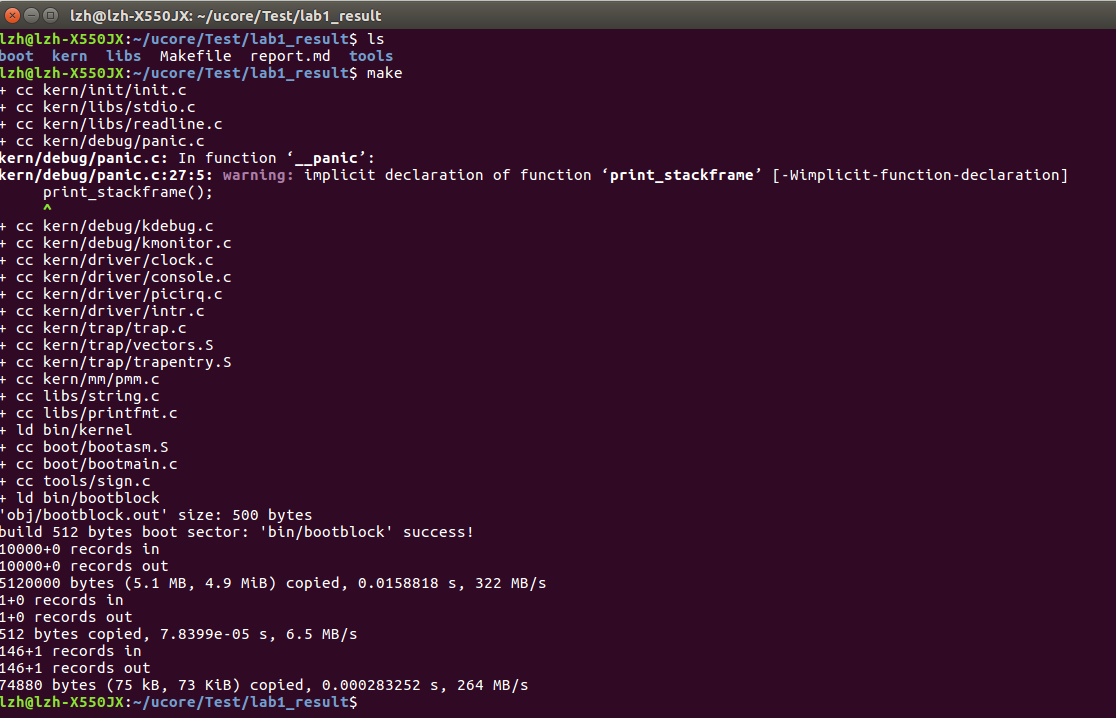 lzh@lzh-X550JX: ~/ucore/Test/lab1_result
lzh@lzh-X550JX:~/ucore/Test/lab1_result$ ls
boot  kern  libs  Makefile  report.md  tools
lzh@lzh-X550JX:~/ucore/Test/lab1_result$ make
+ cc kern/init/init.c
+ cc kern/libs/stdio.c
+ cc kern/libs/readline.c
+ cc kern/debug/panic.c
kern/debug/panic.c: In function ‘__panic’:
kern/debug/panic.c:27:5: warning: implicit declaration of function ‘print_stackframe’ [-Wimplicit-function-declaration]
     print_stackframe();
     ^
+ cc kern/debug/kdebug.c
+ cc kern/debug/kmonitor.c
+ cc kern/driver/clock.c
+ cc kern/driver/console.c
+ cc kern/driver/picirq.c
+ cc kern/driver/intr.c
+ cc kern/trap/trap.c
+ cc kern/trap/vectors.S
+ cc kern/trap/trapentry.S
+ cc kern/mm/pmm.c
+ cc libs/string.c
+ cc libs/printfmt.c
+ ld bin/kernel
+ cc boot/bootasm.S
+ cc boot/bootmain.c
+ cc tools/sign.c
+ ld bin/bootblock
'obj/bootblock.out' size: 500 bytes
build 512 bytes boot sector: 'bin/bootblock' success!
10000+0 records in
10000+0 records out
5120000 bytes (5.1 MB, 4.9 MiB) copied, 0.0158818 s, 322 MB/s
1+0 records in
1+0 records out
512 bytes copied, 7.8399e-05 s, 6.5 MB/s
146+1 records in
146+1 records out
74880 bytes (75 kB, 73 KiB) copied, 0.000283252 s, 264 MB/s
lzh@lzh-X550JX:~/ucore/Test/lab1_result$